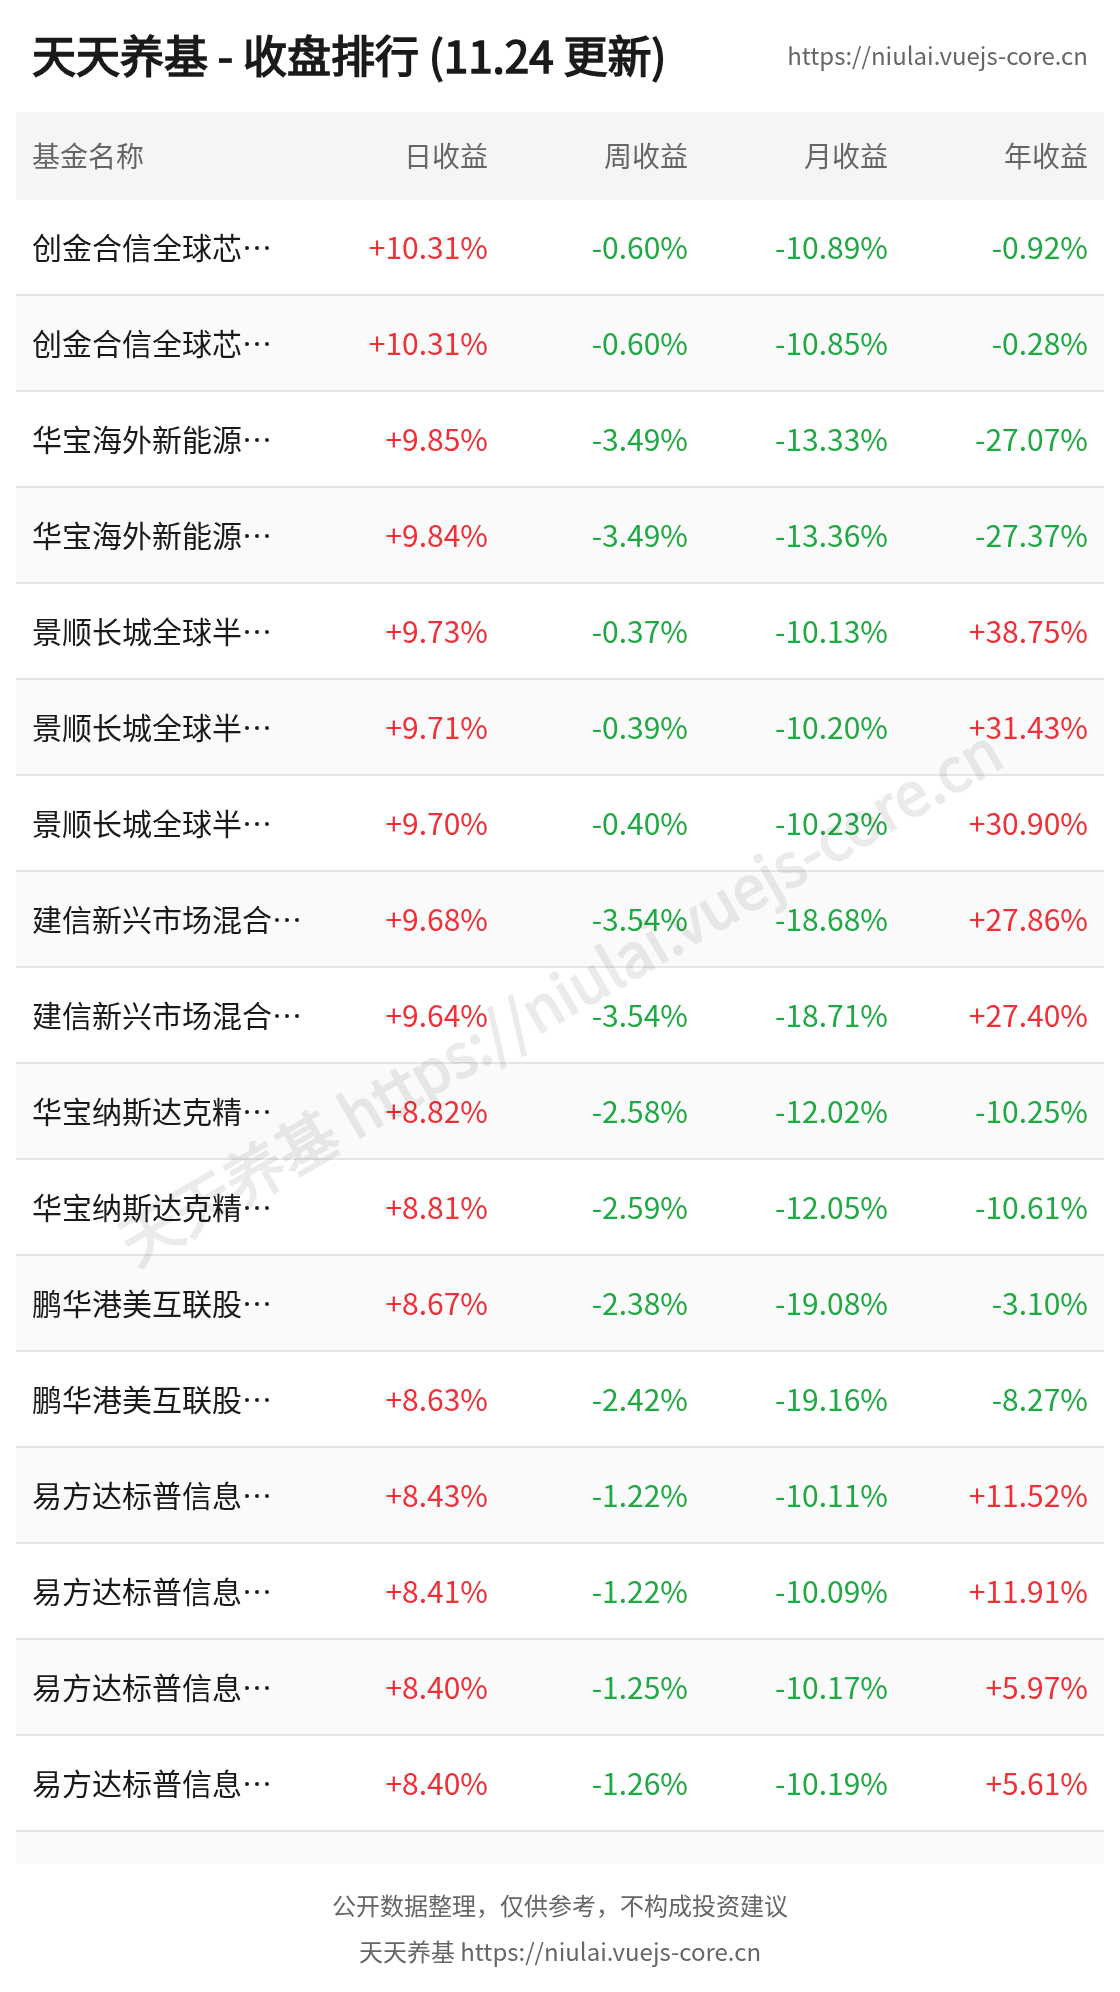 天天养基 - 收盘排行 (11.24 更新) https://niulai.vuejs-core.cn
基金名称 日收益 周收益 月收益 年收益
创金合信全球芯… +10.31% -0.60% -10.89% -0.92%
创金合信全球芯… +10.31% -0.60% -10.85% -0.28%
华宝海外新能源… +9.85% -3.49% -13.33% -27.07%
华宝海外新能源… +9.84% -3.49% -13.36% -27.37%
景顺长城全球半… +9.73% -0.37% -10.13% +38.75%
景顺长城全球半… +9.71% -0.39% -10.20% +31.43%
景顺长城全球半… +9.70% -0.40% -10.23% +30.90%
建信新兴市场混合… +9.68% -3.54% -18.68% +27.86%
建信新兴市场混合… +9.64% -3.54% -18.71% +27.40%
华宝纳斯达克精… +8.82% -2.58% -12.02% -10.25%
华宝纳斯达克精… +8.81% -2.59% -12.05% -10.61%
鹏华港美互联股… +8.67% -2.38% -19.08% -3.10%
鹏华港美互联股… +8.63% -2.42% -19.16% -8.27%
易方达标普信息… +8.43% -1.22% -10.11% +11.52%
易方达标普信息… +8.41% -1.22% -10.09% +11.91%
易方达标普信息… +8.40% -1.25% -10.17% +5.97%
易方达标普信息… +8.40% -1.26% -10.19% +5.61%
天天养基 https://niulai.vuejs-core.cn
公开数据整理，仅供参考，不构成投资建议
天天养基 https://niulai.vuejs-core.cn